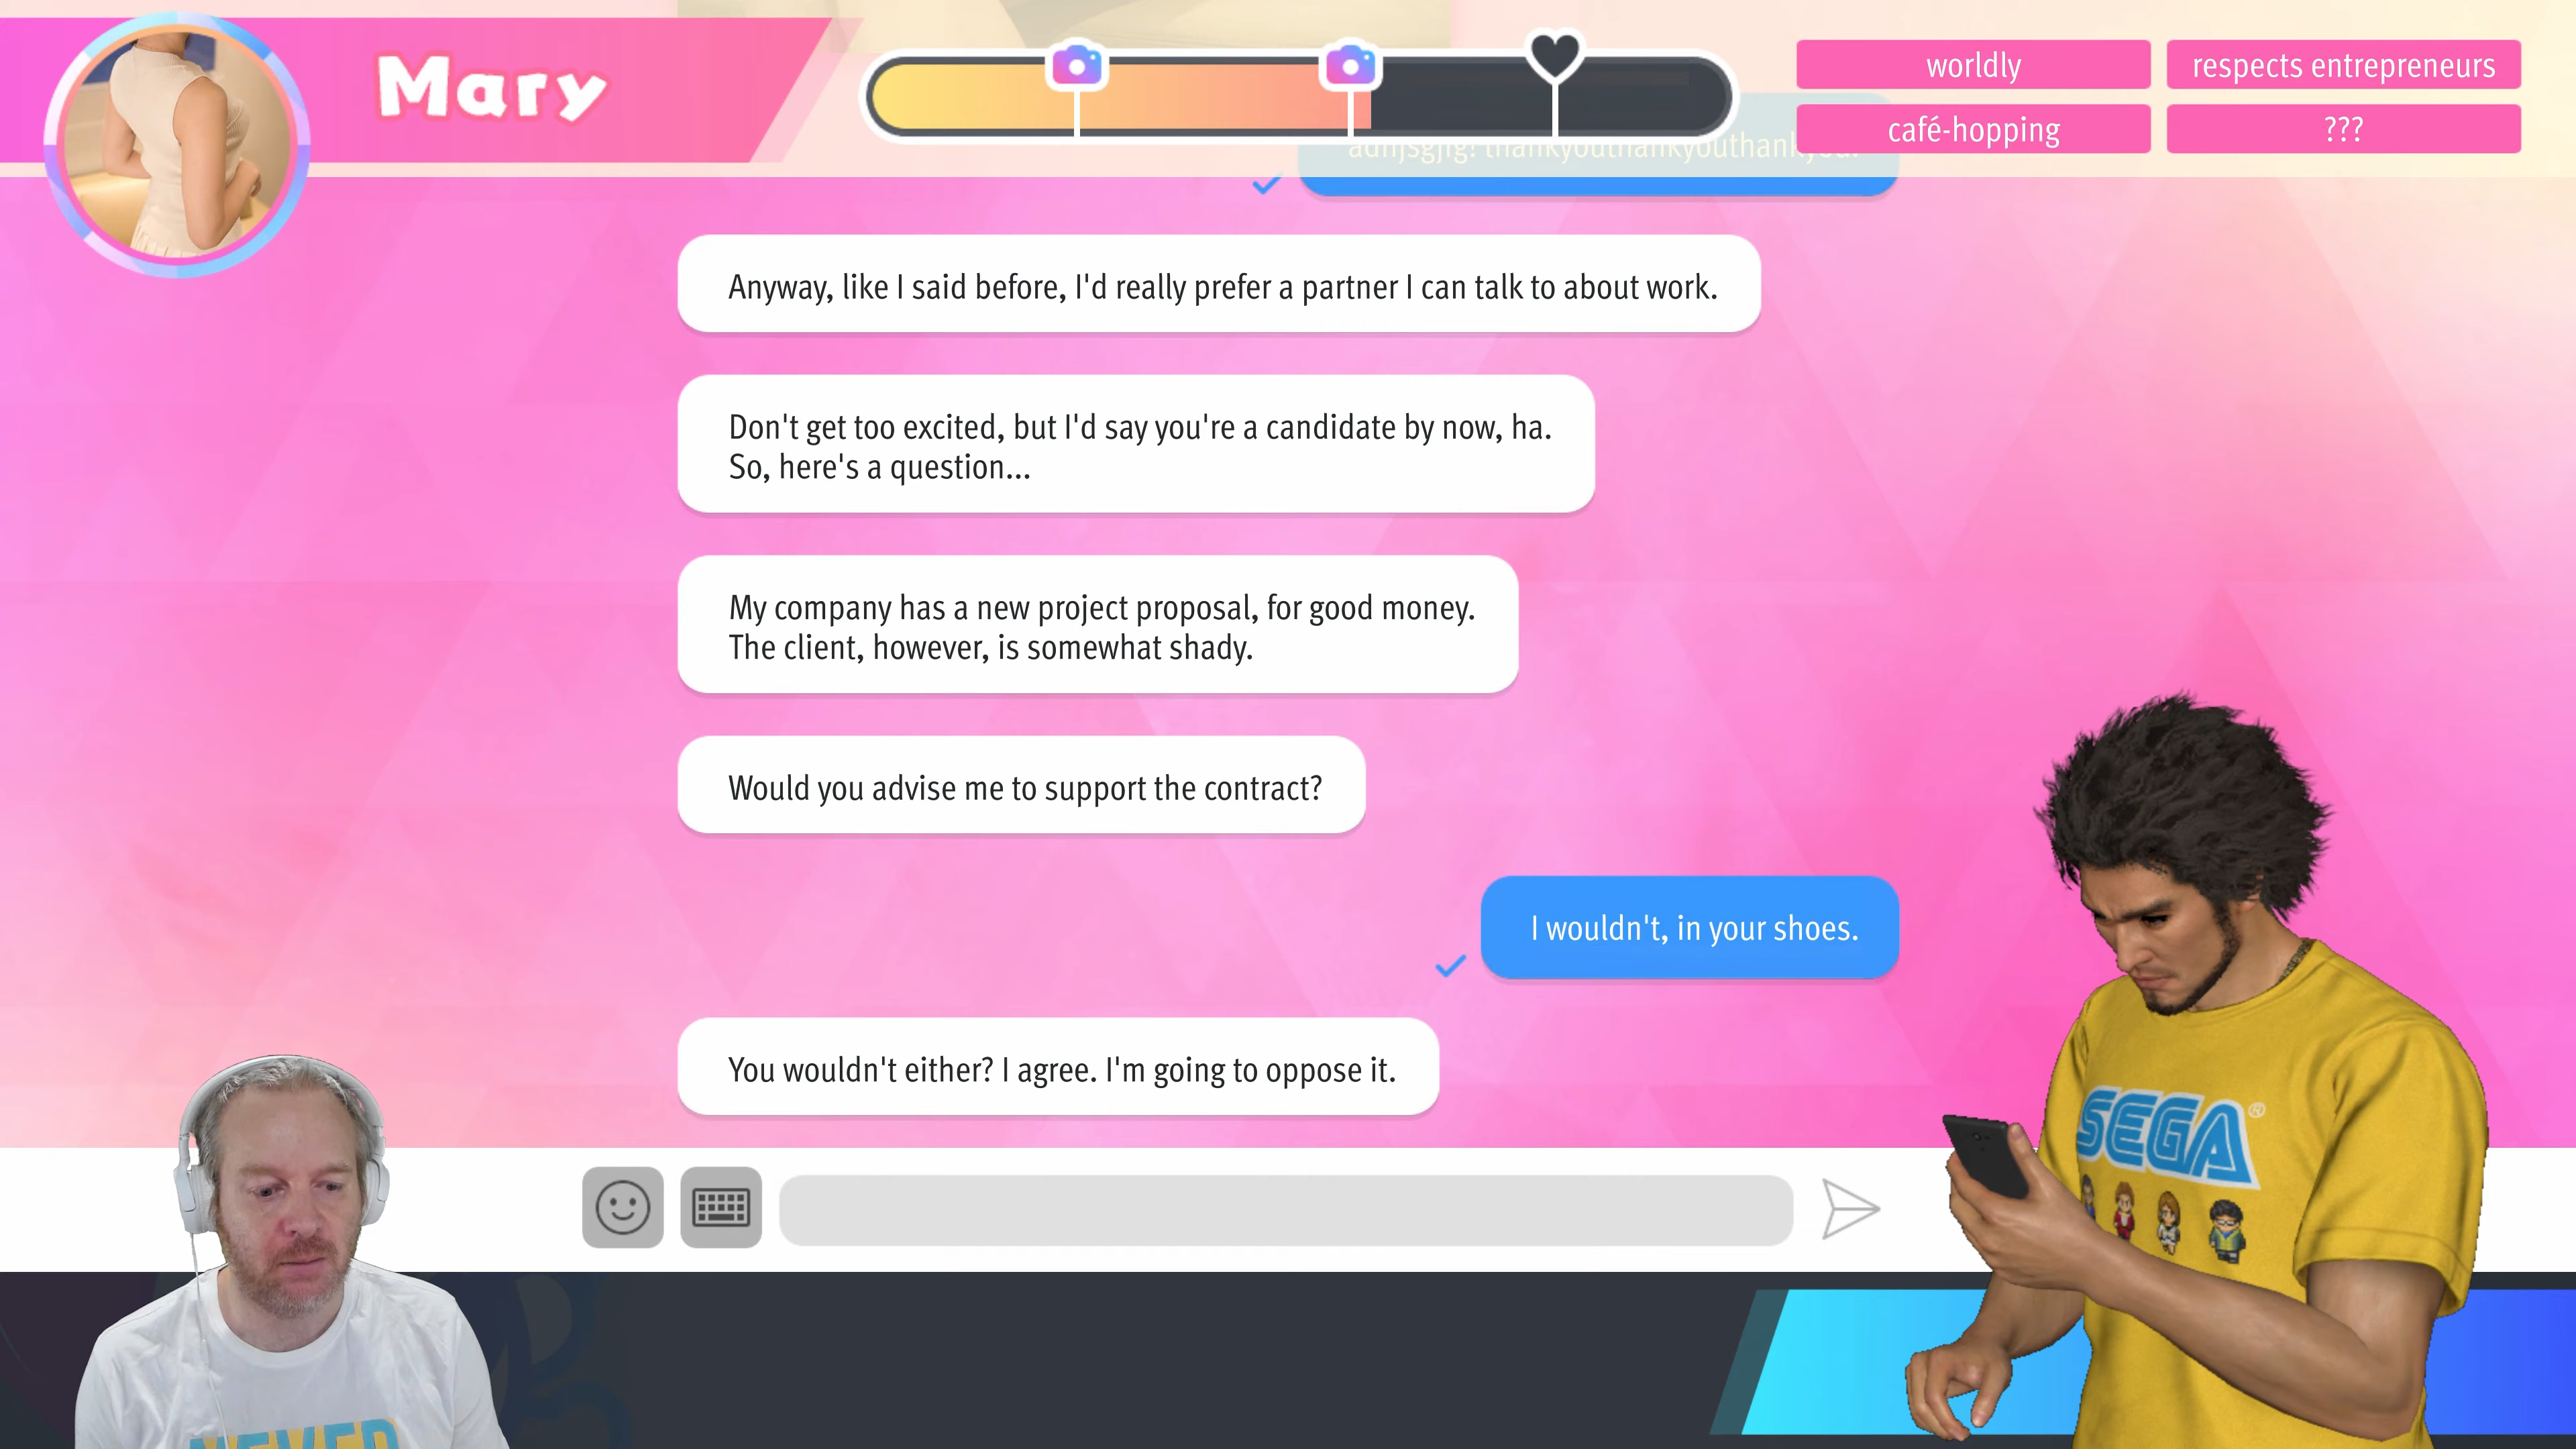 Mary
worldly
respects entrepreneurs
café-hopping
???
Anyway, like I said before, I'd really prefer a partner I can talk to about work.
Don't get too excited, but I'd say you're a candidate by now, ha.
So, here's a question...
My company has a new project proposal, for good money.
The client, however, is somewhat shady.
Would you advise me to support the contract?
I wouldn't, in your shoes.
You wouldn't either? I agree. I'm going to oppose it.
SEGA®